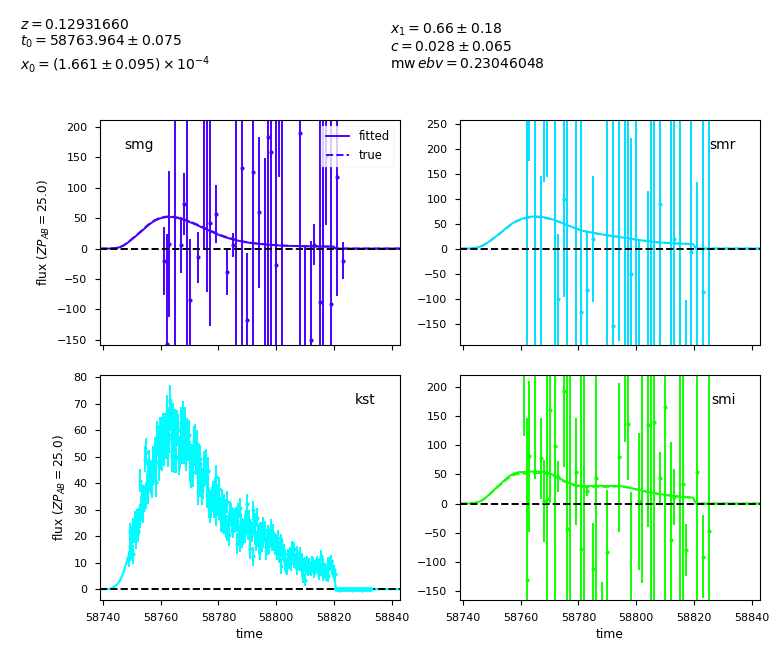 z = 0.12931660
t₀ = 58763.964 ± 0.075
x₀ = (1.661 ± 0.095) × 10⁻⁴
x₁ = 0.66 ± 0.18
c = 0.028 ± 0.065
mw ebv = 0.23046048
smg
fitted
true
200
150
100
50
0
−50
−100
−150
flux (ZP_AB = 25.0)
smr
250
200
150
100
50
0
−50
−100
−150
kst
80
70
60
50
40
30
20
10
0
flux (ZP_AB = 25.0)
58740 58760 58780 58800 58820 58840
time
smi
200
150
100
50
0
−50
−100
−150
58740 58760 58780 58800 58820 58840
time